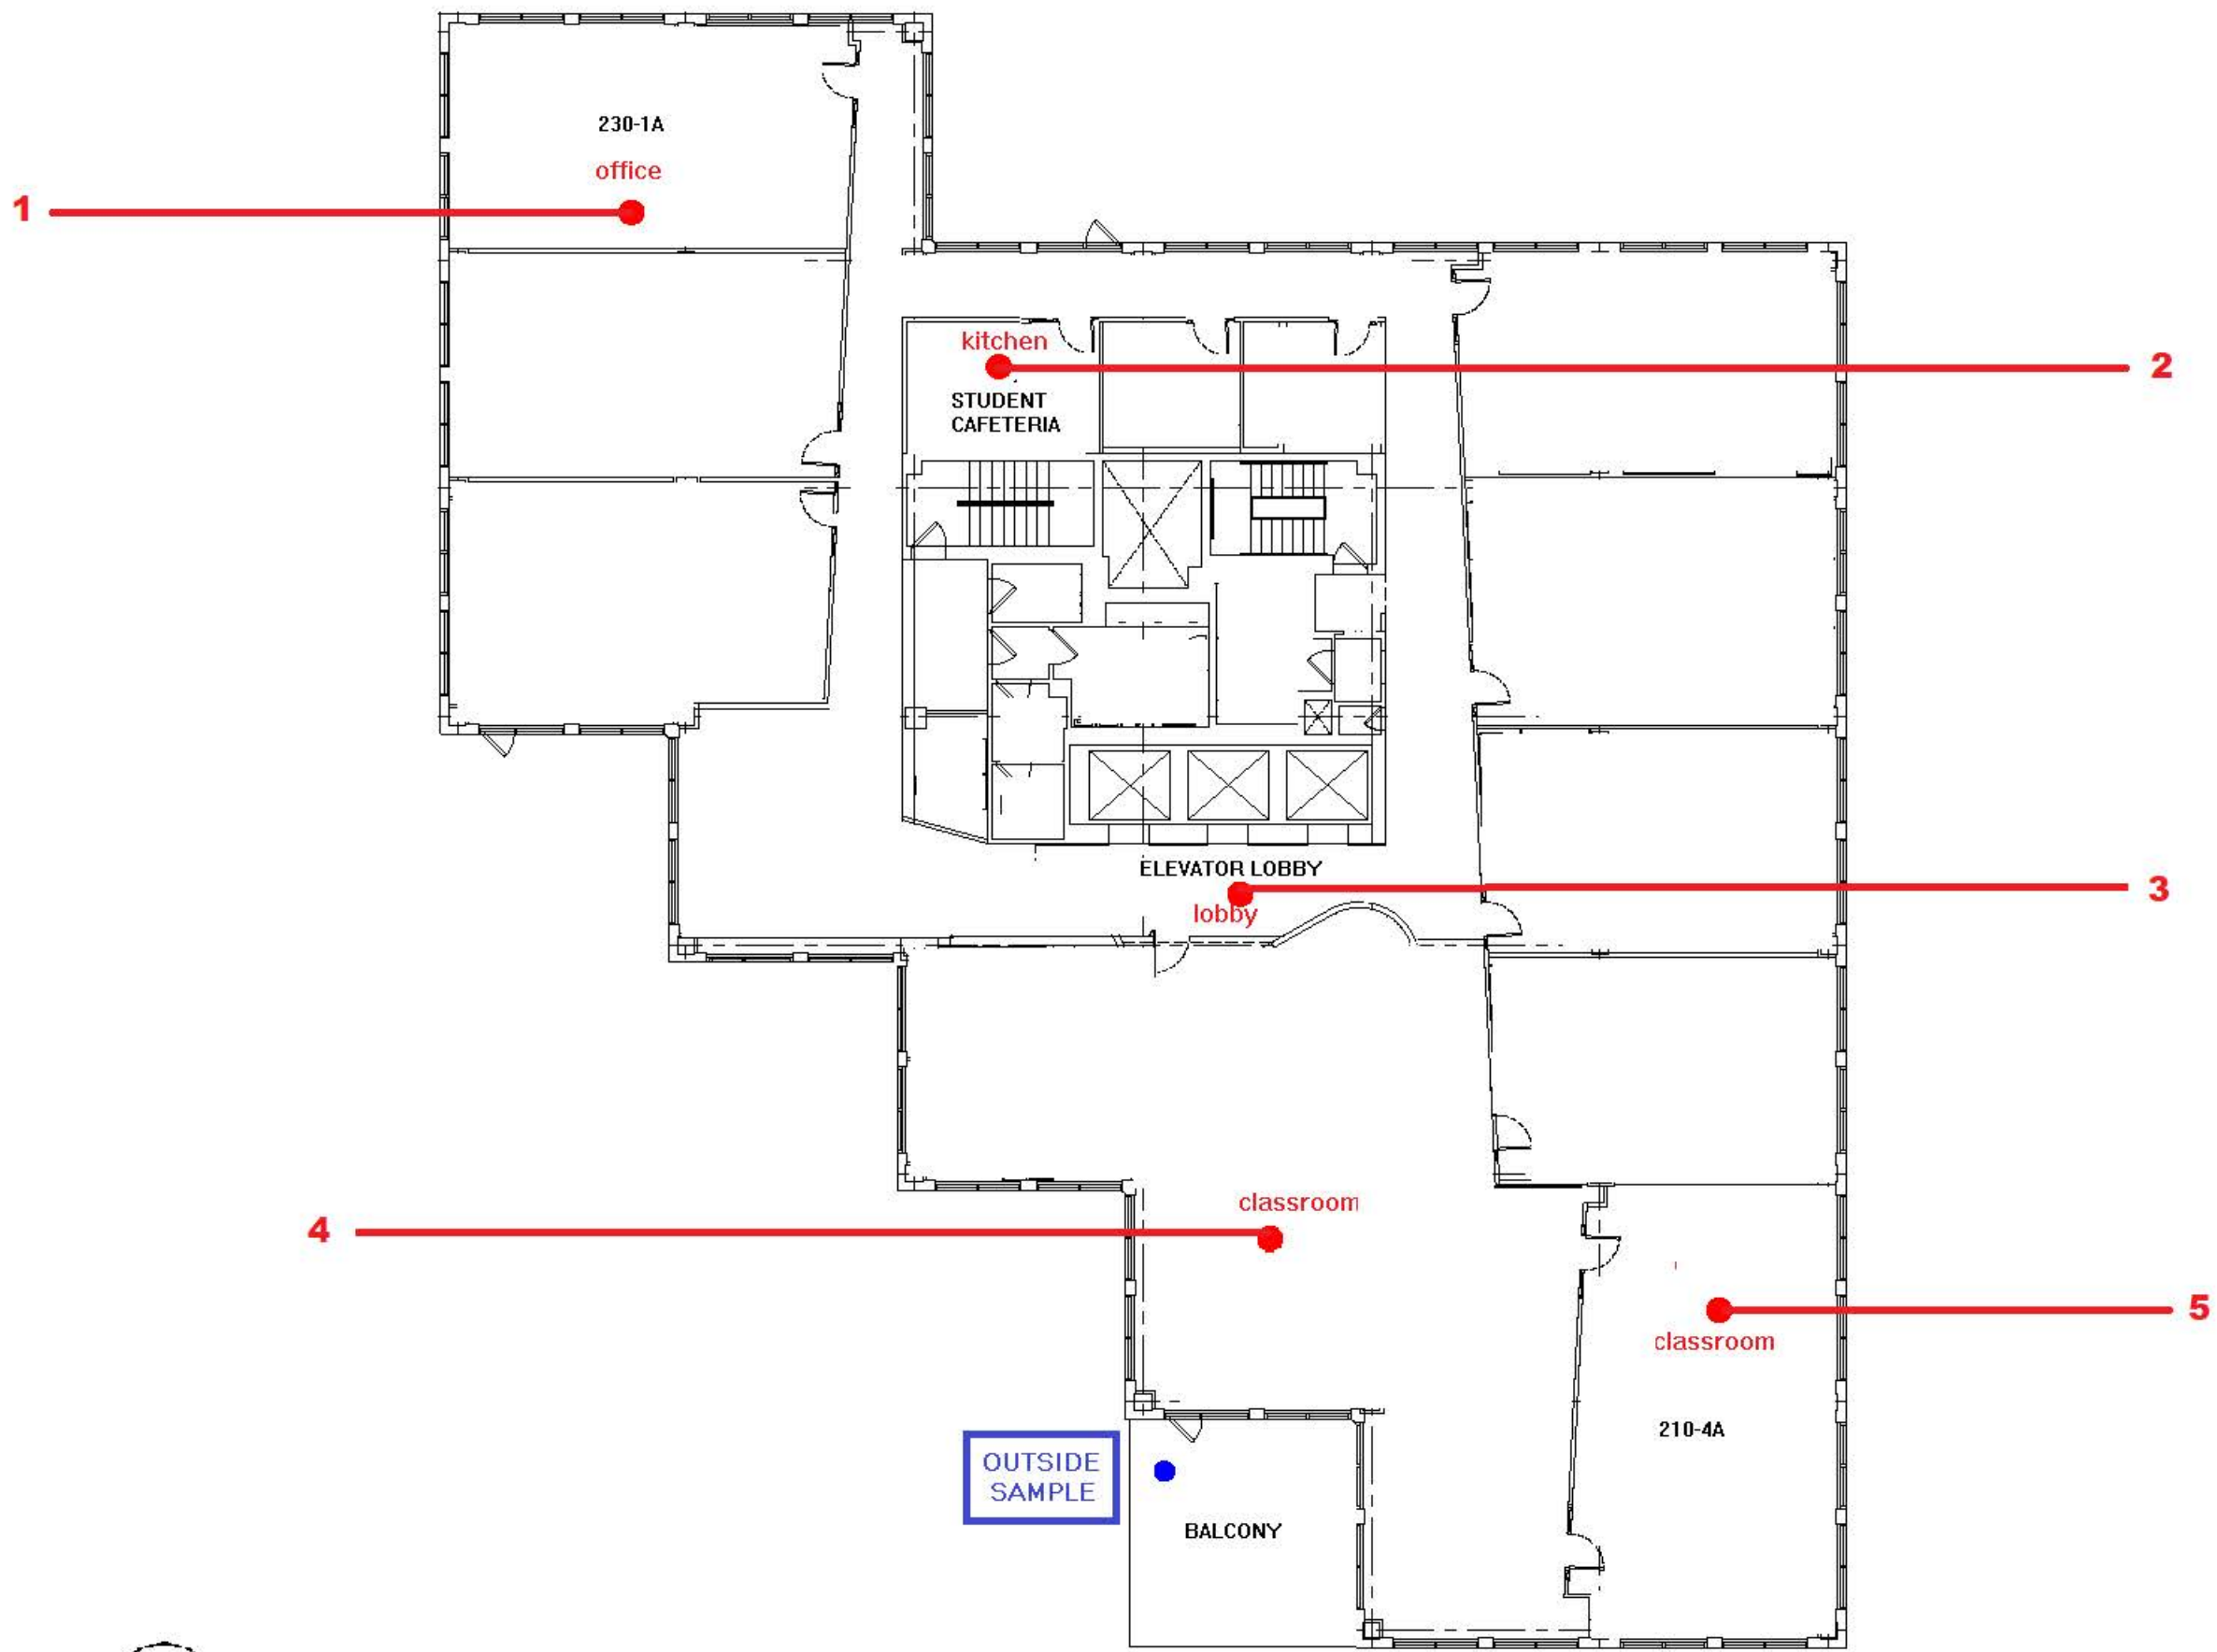 230-1A
office
1
kitchen
2
STUDENT
CAFETERIA
ELEVATOR LOBBY
3
lobby
classroom
4
5
classroom
210-4A
OUTSIDE
SAMPLE
BALCONY